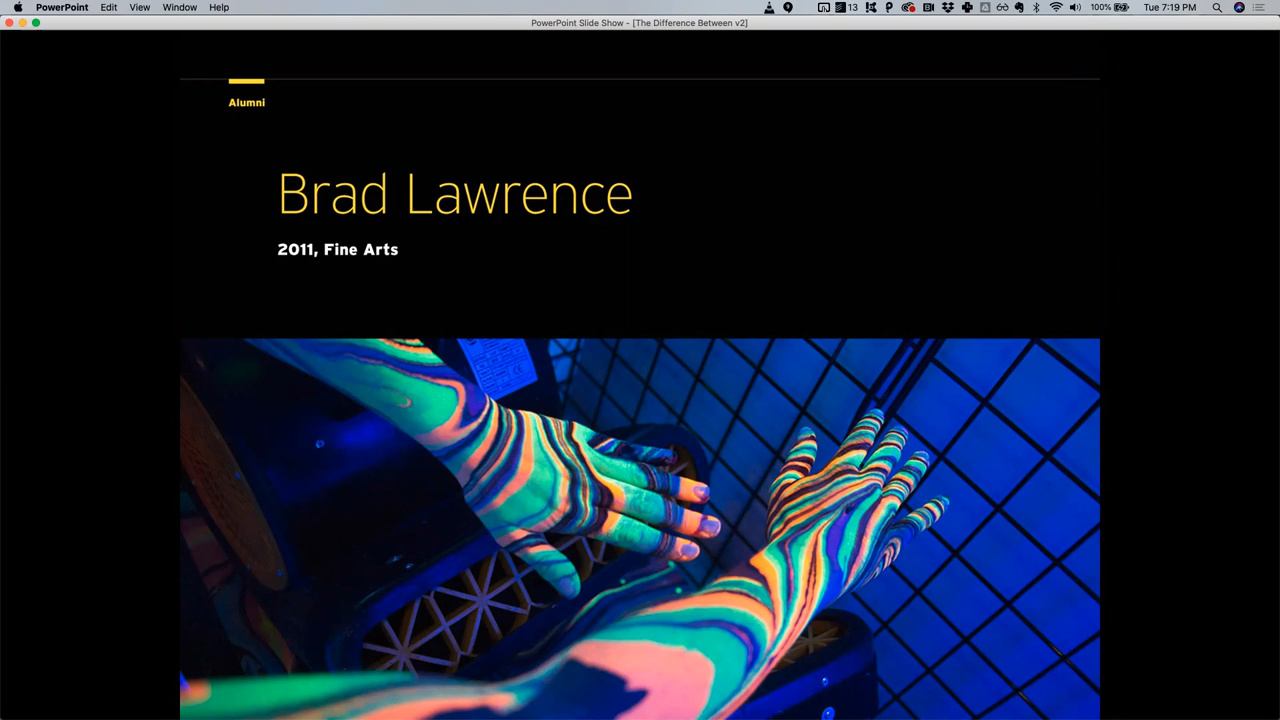 PowerPoint Edit View Window Help
13
100%
Tue 7:19 PM
PowerPoint Slide Show - [The Difference Between v2]
Alumni
Brad Lawrence
2011, Fine Arts